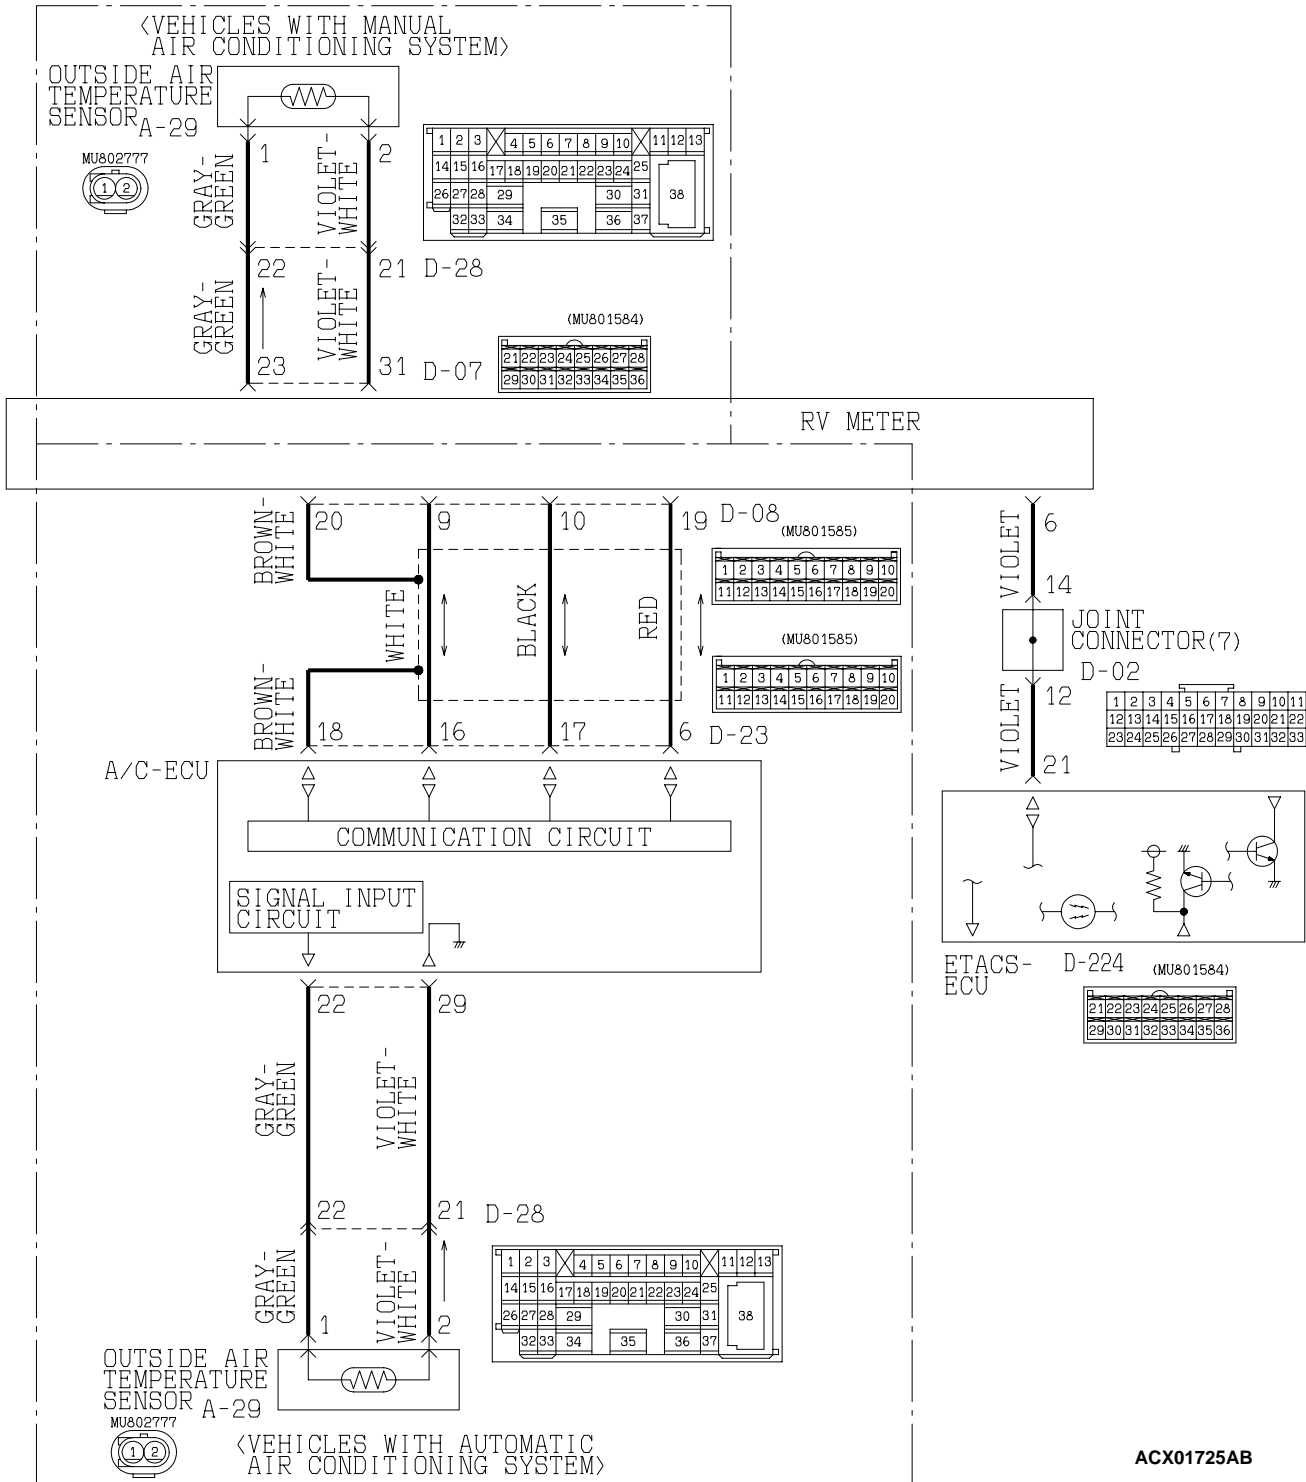 <VEHICLES WITH MANUAL
AIR CONDITIONING SYSTEM>
OUTSIDE AIR
TEMPERATURE
SENSOR A-29
MU802777
1 2
1
2
GRAY-
GREEN
VIOLET-
WHITE
1 2 3 4 5 6 7 8 9 10 11 12 13
14 15 16 17 18 19 20 21 22 23 24 25
26 27 28 29 30 31 38
32 33 34 35 36 37
22
21 D-28
GRAY-
GREEN
VIOLET-
WHITE
23
31 D-07
(MU801584)
21 22 23 24 25 26 27 28
29 30 31 32 33 34 35 36
RV METER
20
9
10
19 D-08
(MU801585)
1 2 3 4 5 6 7 8 9 10
11 12 13 14 15 16 17 18 19 20
BROWN-
WHITE
WHITE
BLACK
RED
(MU801585)
1 2 3 4 5 6 7 8 9 10
11 12 13 14 15 16 17 18 19 20
BROWN-
WHITE
18
16
17
6 D-23
6
VIOLET
14
JOINT
CONNECTOR(7)
D-02
1 2 3 4 5 6 7 8 9 10 11
12 13 14 15 16 17 18 19 20 21 22
23 24 25 26 27 28 29 30 31 32 33
12
VIOLET
21
A/C-ECU
COMMUNICATION CIRCUIT
SIGNAL INPUT
CIRCUIT
ETACS-
ECU
D-224
(MU801584)
21 22 23 24 25 26 27 28
29 30 31 32 33 34 35 36
22
29
GRAY-
GREEN
VIOLET-
WHITE
22
21 D-28
GRAY-
GREEN
VIOLET-
WHITE
1
2
1 2 3 4 5 6 7 8 9 10 11 12 13
14 15 16 17 18 19 20 21 22 23 24 25
26 27 28 29 30 31 38
32 33 34 35 36 37
OUTSIDE AIR
TEMPERATURE
SENSOR A-29
MU802777
1 2
<VEHICLES WITH AUTOMATIC
AIR CONDITIONING SYSTEM>
ACX01725AB